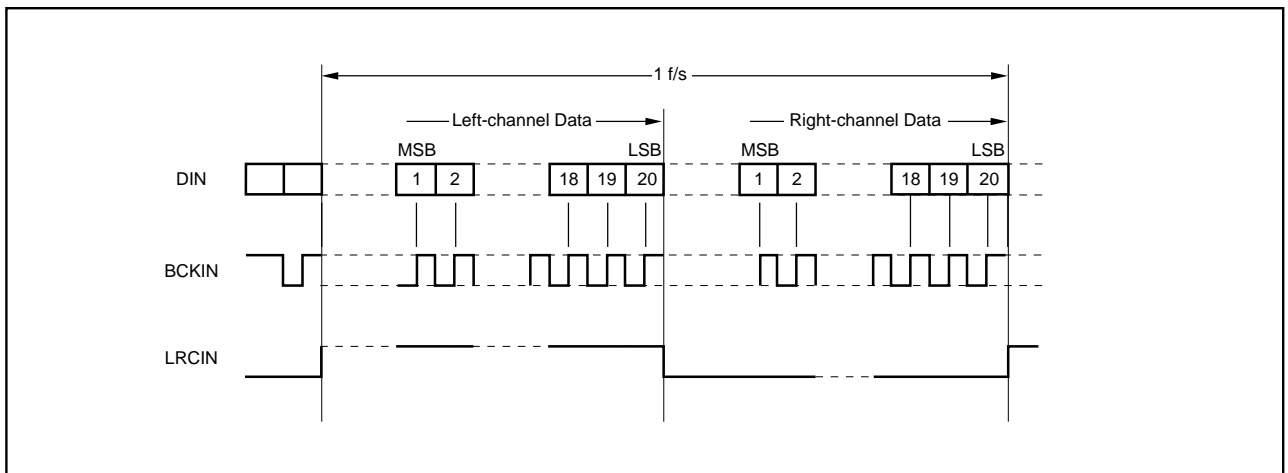 1 f/s
Left-channel Data
Right-channel Data
MSB LSB MSB LSB
DIN 1 2 18 19 20 1 2 18 19 20
BCKIN
LRCIN